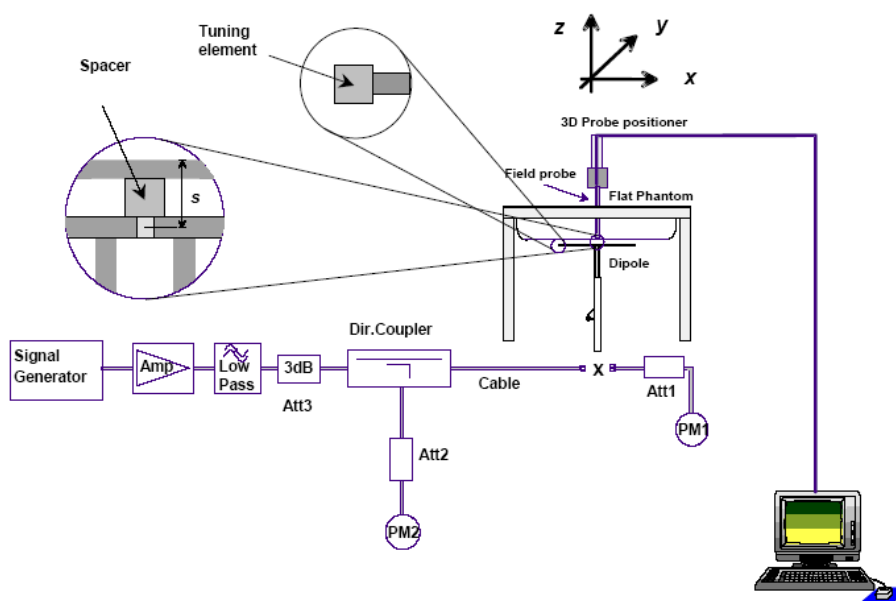 z
y
x
Tuning
element
Spacer
s
3D Probe positioner
Field probe
Flat Phantom
Dipole
Dir.Coupler
Signal
Generator
Amp
Low
Pass
3dB
Att3
Cable
x
Att1
PM1
Att2
PM2